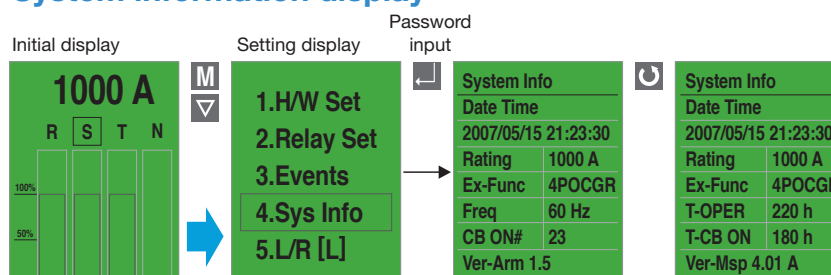 Password
Initial display
Setting display
input
1000 A
R S T N
100%
50%
M
1.H/W Set
2.Relay Set
3.Events
4.Sys Info
5.L/R [L]
System Info
Date Time
2007/05/15 21:23:30
Rating 1000 A
Ex-Func 4POCGR
Freq 60 Hz
CB ON# 23
Ver-Arm 1.5
System Info
Date Time
2007/05/15 21:23:30
Rating 1000 A
Ex-Func
T-OPER 220 h
T-CB ON 180 h
Ver-Msp 4.01 A